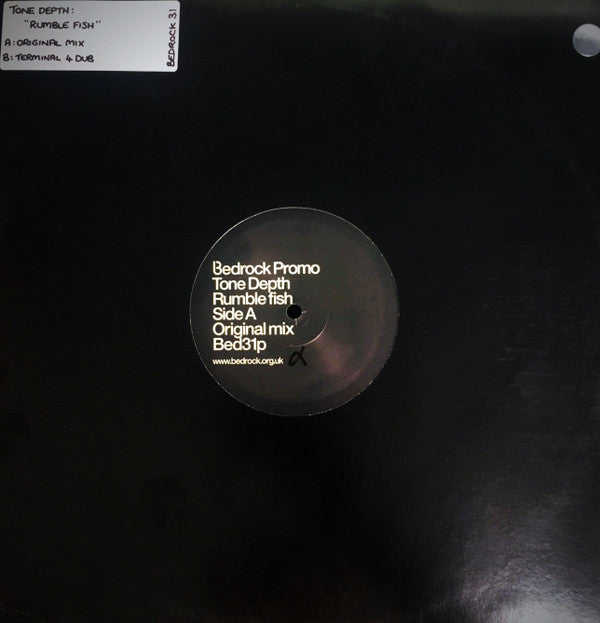 TONE DEPTH:
"RUMBLE FISH"
A: ORIGINAL MIX
B: TERMINAL 4 DUB
BEDROCK 31
Bedrock Promo
Tone Depth
Rumble fish
Side A
Original mix
Bed31p
www.bedrock.org.uk